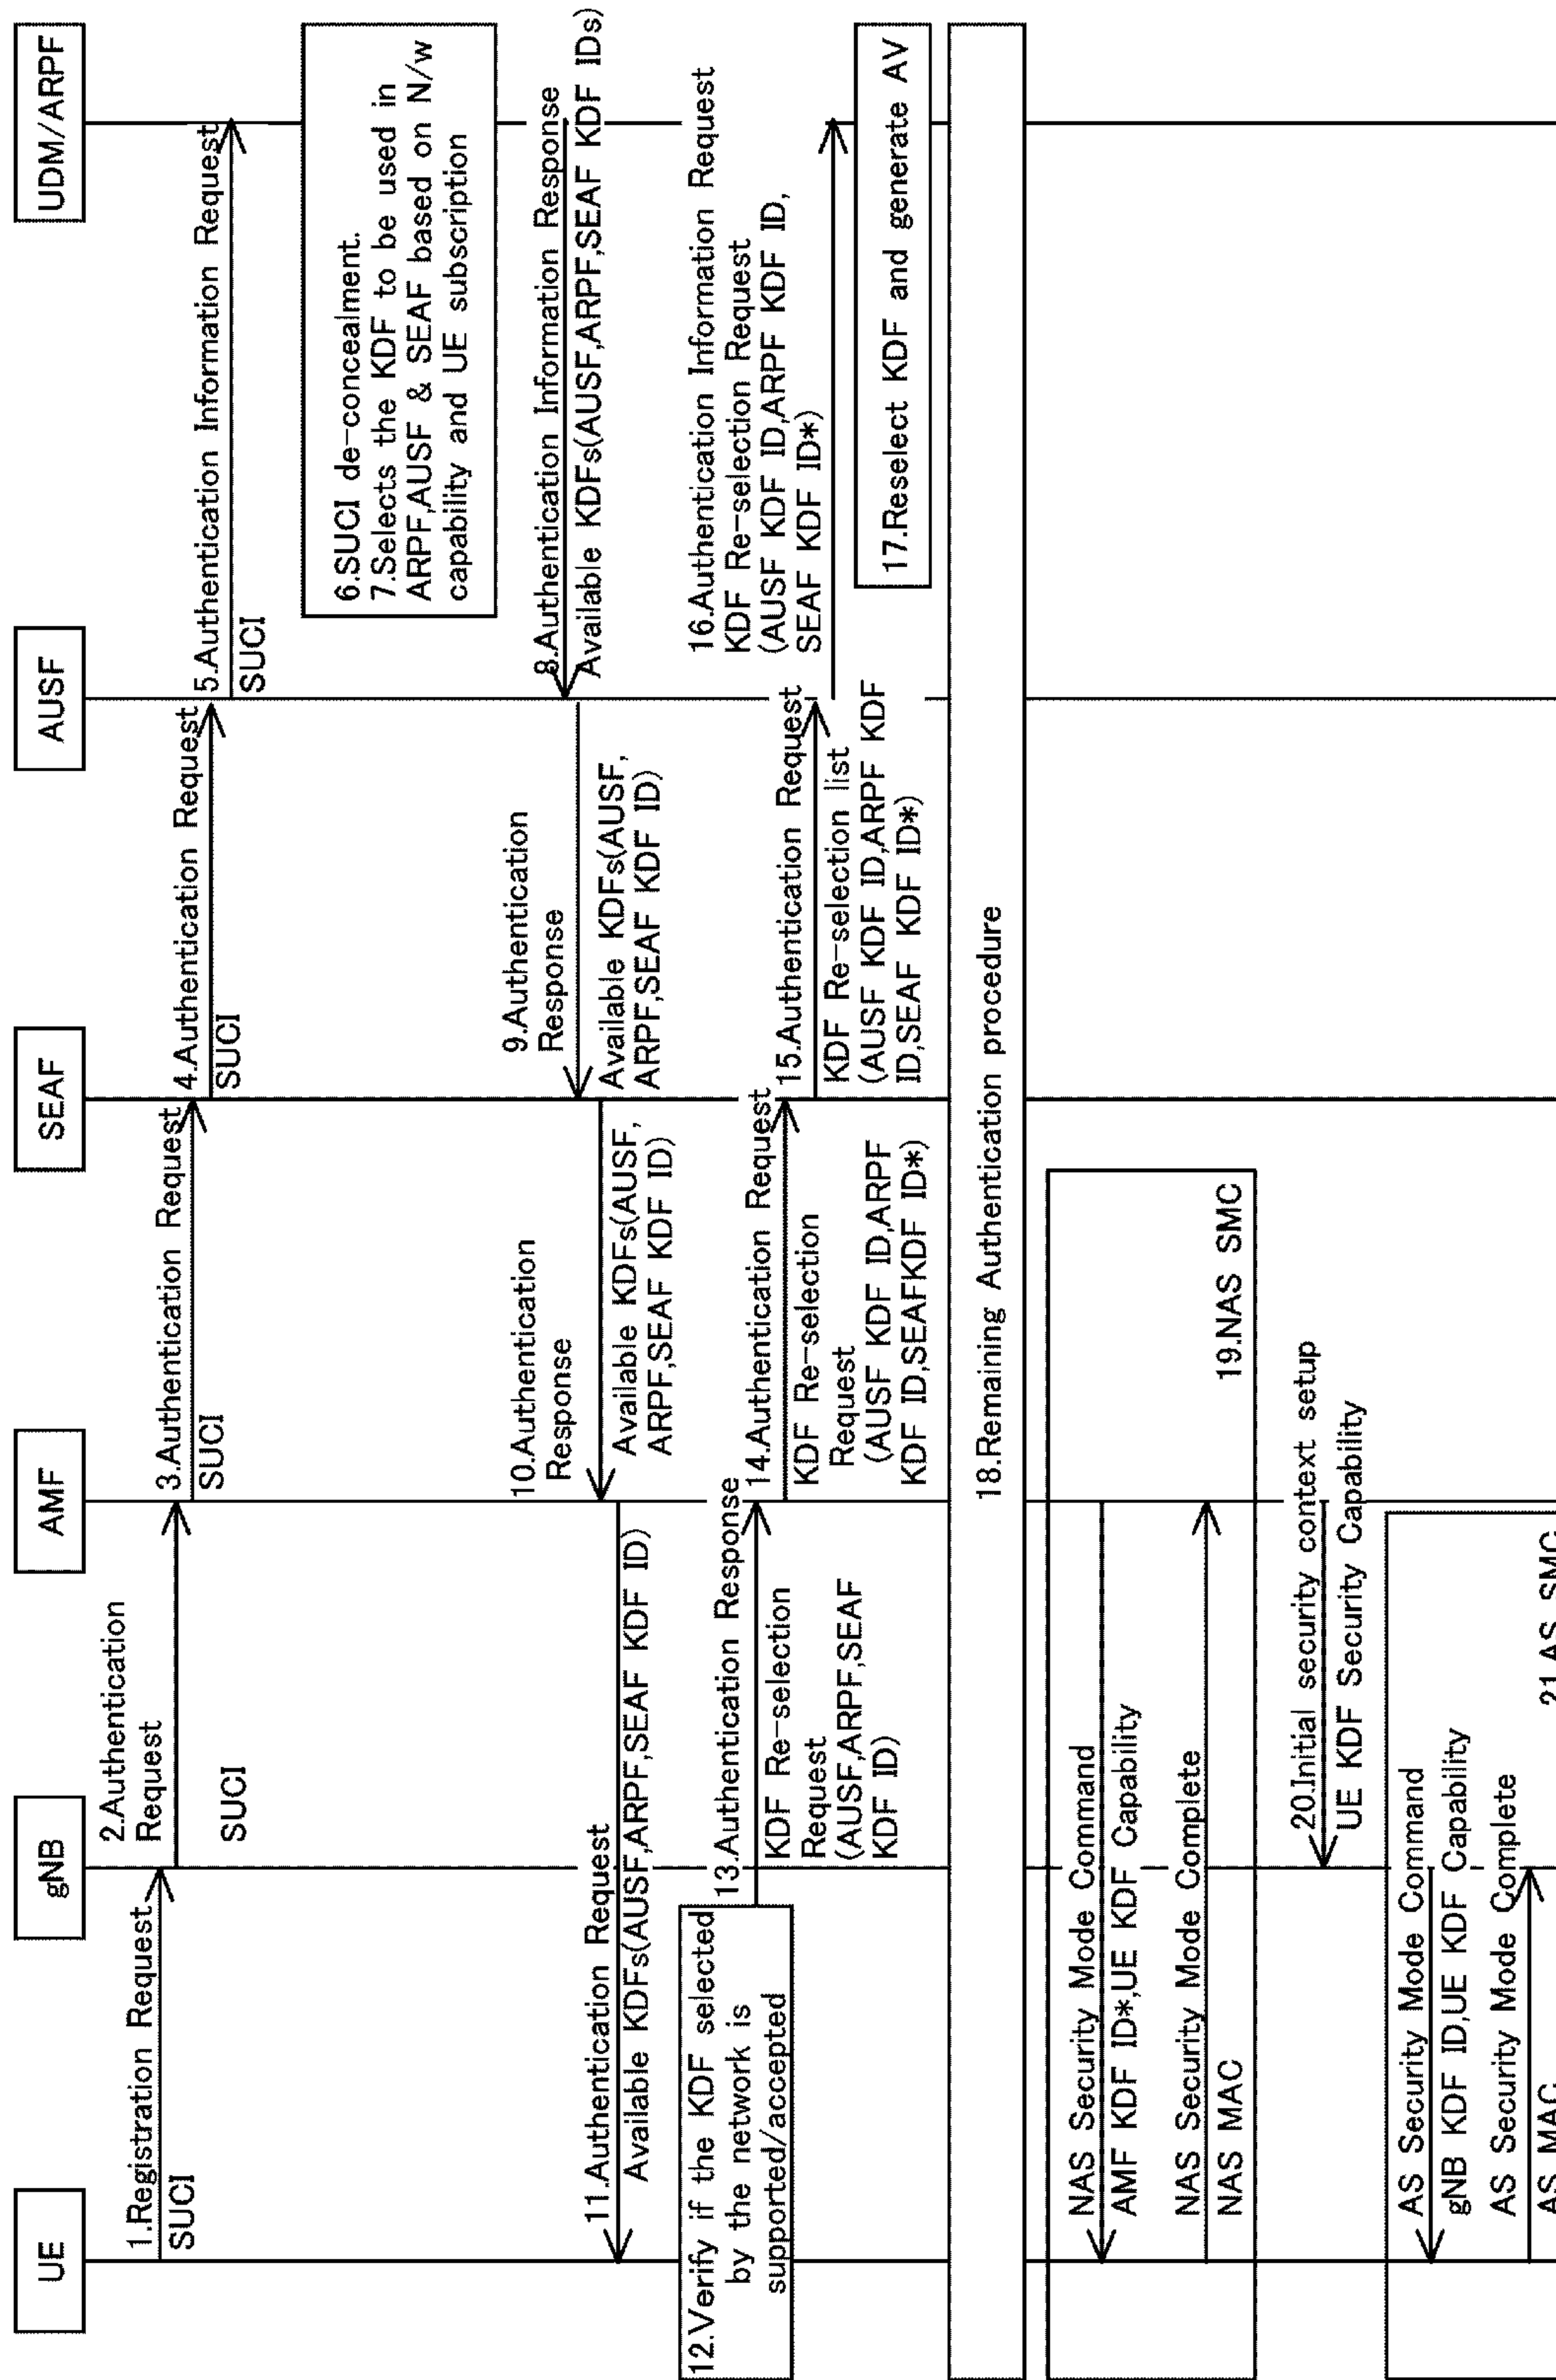 UE
gNB
AMF
SEAF
AUSF
UDM/ARPF
1.Registration Request
SUCI
2.Authentication
Request
SUCI
3.Authentication Request
SUCI
4.Authentication Request
SUCI
5.Authentication Information Request
SUCI
6.SUCI de-concealment.
7.Selects the KDF to be used in
ARPF,AUSF & SEAF based on N/w
capability and UE subscription
8.Authentication Information Response
Available KDFs(AUSF,ARPF,SEAF KDF IDs)
9.Authentication
Response
Available KDFs(AUSF,
ARPF,SEAF KDF ID)
10.Authentication
Response
Available KDFs(AUSF,
ARPF,SEAF KDF ID)
11.Authentication Request
Available KDFs(AUSF,ARPF,SEAF KDF ID)
12.Verify if the KDF selected
by the network is
supported/accepted
13.Authentication Response
KDF Re-selection
Request
(AUSF,ARPF,SEAF
KDF ID)
14.Authentication Request
KDF Re-selection
Request
(AUSF KDF ID,ARPF
KDF ID,SEAFKDF ID*)
15.Authentication Request
KDF Re-selection list
(AUSF KDF ID,ARPF KDF
ID,SEAF KDF ID*)
16.Authentication Information Request
KDF Re-selection Request
(AUSF KDF ID,ARPF KDF ID,
SEAF KDF ID*)
17.Reselect KDF and generate AV
18.Remaining Authentication procedure
NAS Security Mode Command
AMF KDF ID*,UE KDF Capability
NAS Security Mode Complete
NAS MAC
19.NAS SMC
20.Initial security context setup
UE KDF Security Capability
AS Security Mode Command
gNB KDF ID,UE KDF Capability
AS Security Mode Complete
AS MAC
21.AS SMC